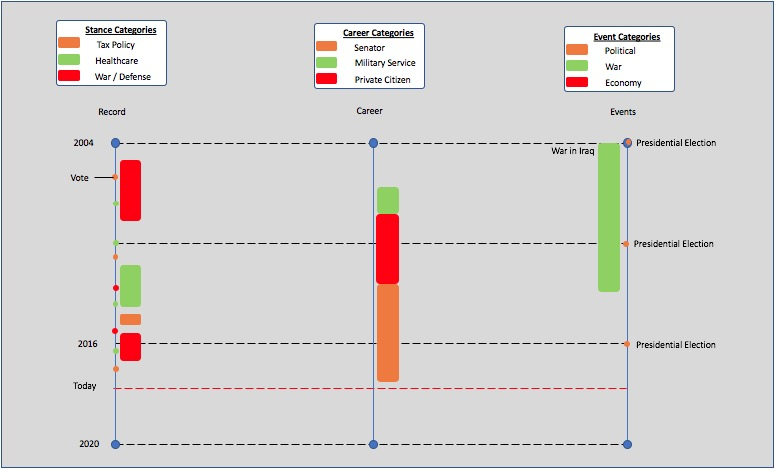 Stance Categories
Tax Policy
Healthcare
War / Defense
Career Categories
Senator
Military Service
Private Citizen
Event Categories
Political
War
Economy
Record
Career
Events
2004
Presidential Election
War in Iraq
Vote
Presidential Election
2016
Presidential Election
Today
2020